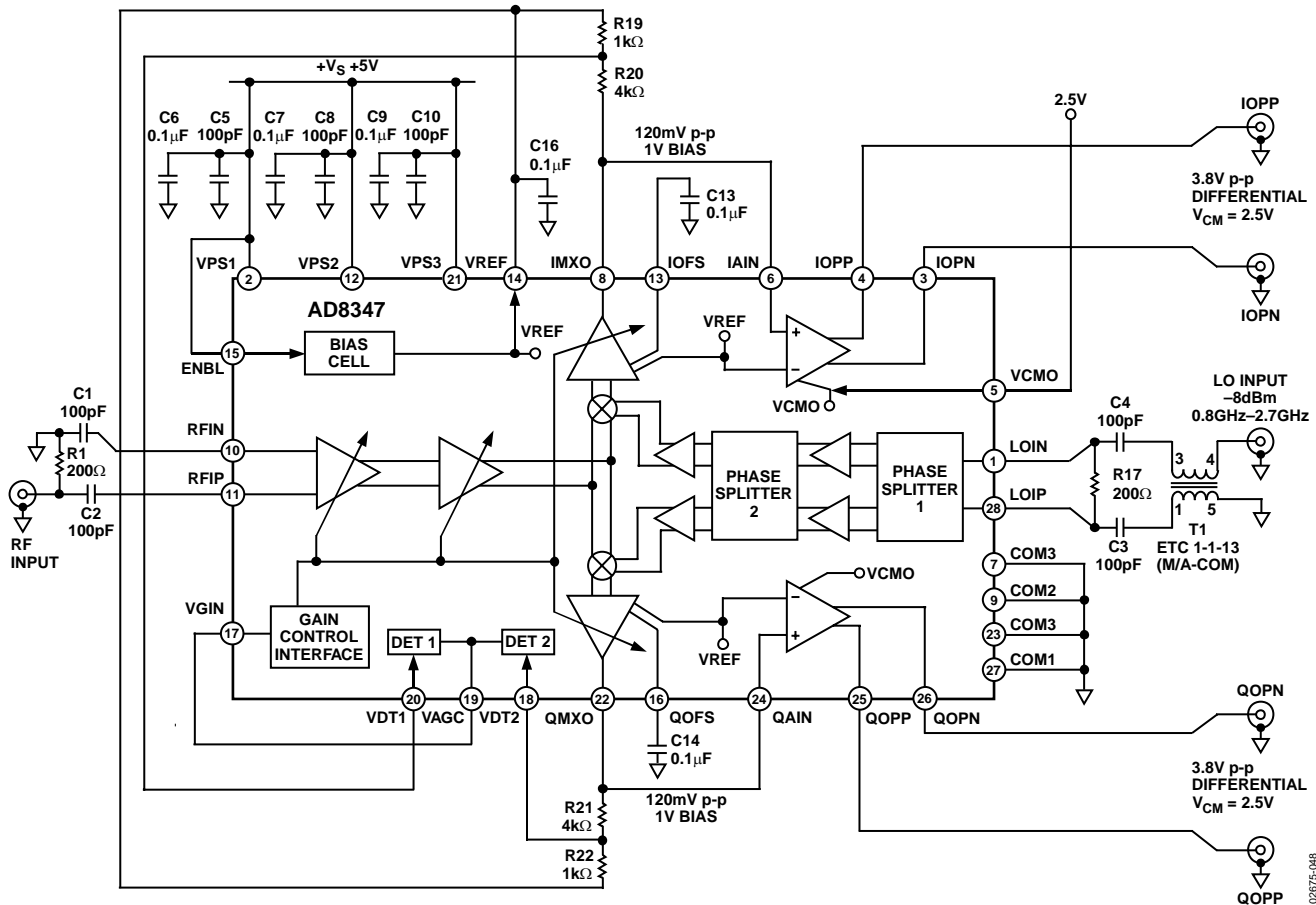 R19
1kΩ
R20
4kΩ
+VS +5V
C6
0.1μF
C5
100pF
C7
0.1μF
C8
100pF
C9
0.1μF
C10
100pF
C16
0.1μF
120mV p-p
1V BIAS
C13
0.1μF
2.5V
IOPP
3.8V p-p
DIFFERENTIAL
VCM = 2.5V
IOPN
VPS1
2
VPS2
12
VPS3
21
VREF
14
IMXO
8
IOFS
13
IAIN
6
IOPP
4
IOPN
3
AD8347
BIAS
CELL
VREF
VREF
+
−
VCMO
15
ENBL
5
VCMO
C1
100pF
R1
200Ω
C2
100pF
RF
INPUT
RFIN
10
RFIP
11
PHASE
SPLITTER
2
PHASE
SPLITTER
1
1
LOIN
28
LOIP
C4
100pF
R17
200Ω
C3
100pF
LO INPUT
–8dBm
0.8GHz–2.7GHz
3
4
1
5
T1
ETC 1-1-13
(M/A-COM)
7
COM3
9
COM2
23
COM3
27
COM1
VGIN
17
GAIN
CONTROL
INTERFACE
DET 1
DET 2
VREF
VCMO
−
+
20
VDT1
19
VAGC
18
VDT2
22
QMXO
16
QOFS
24
QAIN
25
QOPP
26
QOPN
C14
0.1μF
120mV p-p
1V BIAS
R21
4kΩ
R22
1kΩ
QOPN
3.8V p-p
DIFFERENTIAL
VCM = 2.5V
QOPP
02675-048